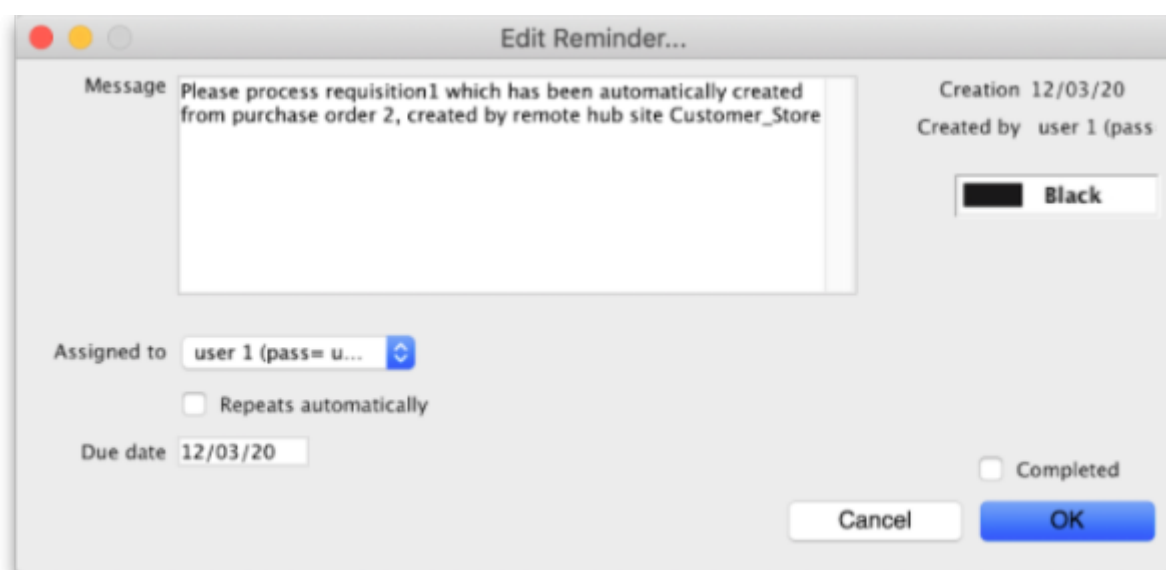 Edit Reminder...
Message
Please process requisition1 which has been automatically created
from purchase order 2, created by remote hub site Customer_Store
Creation 12/03/20
Created by user 1 (pass
Black
Assigned to user 1 (pass= u...
Repeats automatically
Due date 12/03/20
Completed
Cancel OK